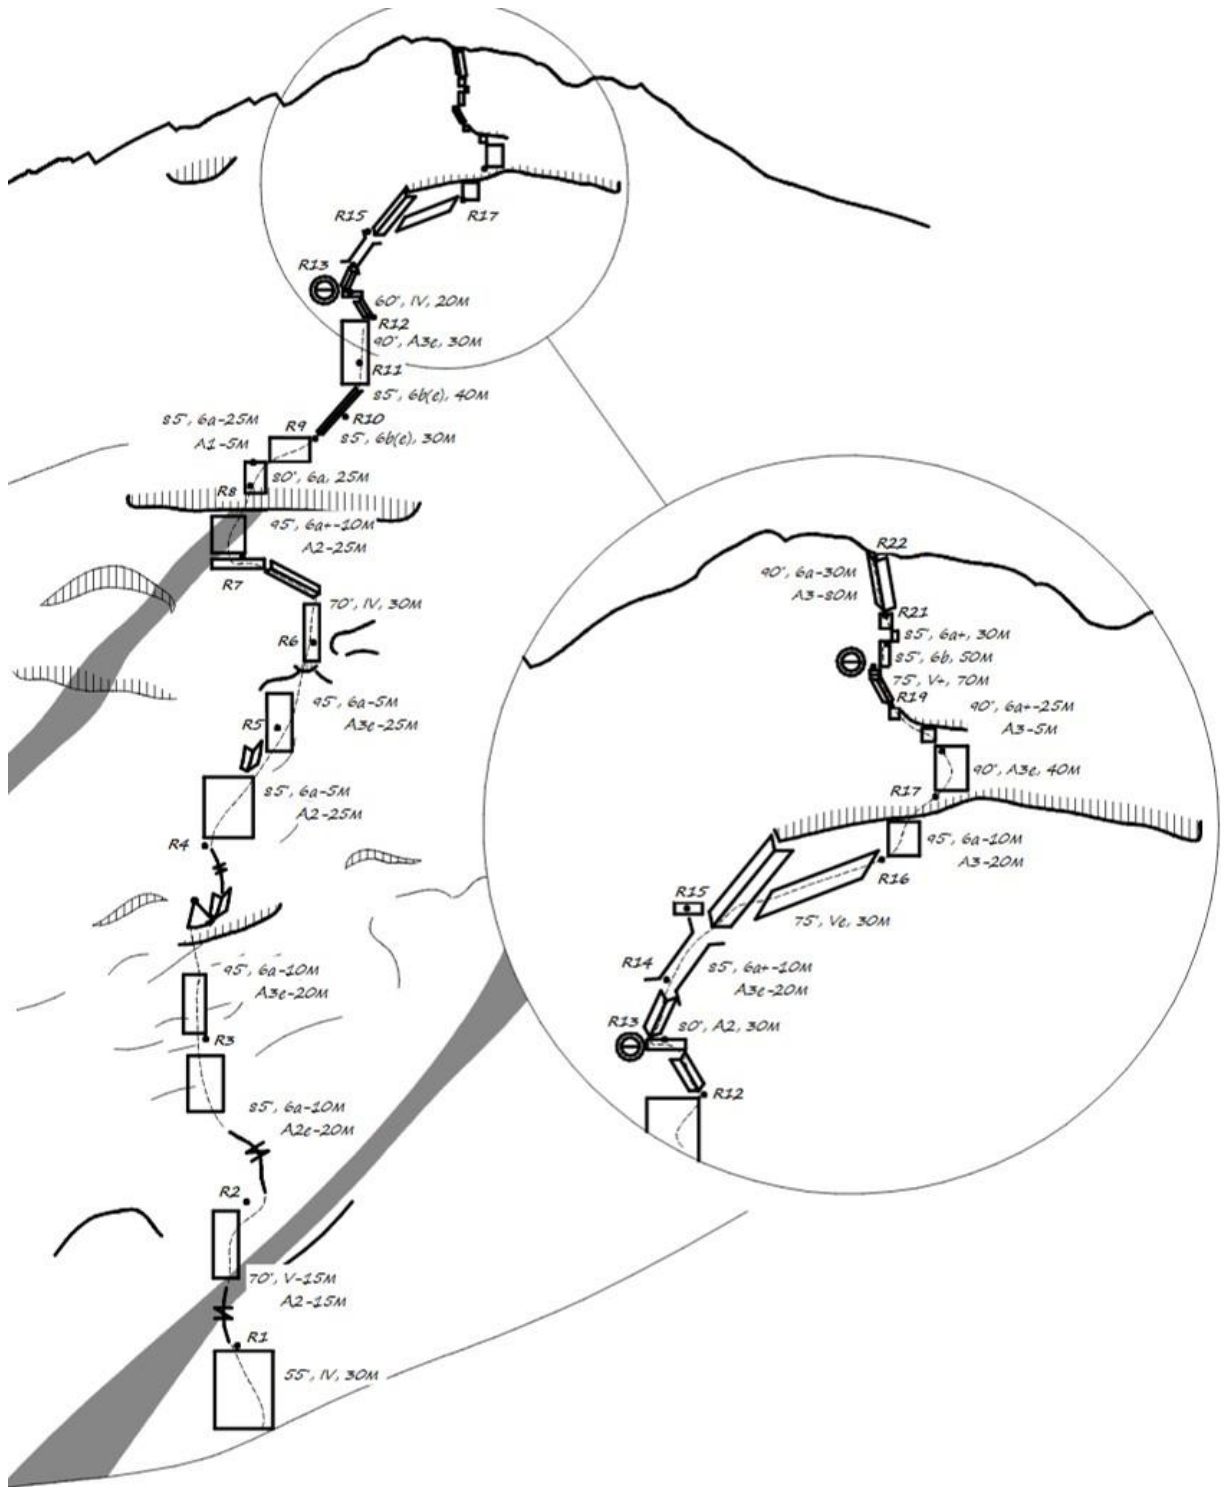 R15
R17
R13
60°, IV, 20M
R12
90°, A3e, 30M
R11
85°, 6b(e), 40M
85°, 6a-25M
R9
R10
A1-5M
85°, 6b(e), 30M
80°, 6a, 25M
R8
95°, 6a+-10M
A2-25M
R7
70°, IV, 30M
R6
95°, 6a-5M
A3e-25M
R5
85°, 6a-5M
A2-25M
R4
95°, 6a-10M
A3e-20M
R3
85°, 6a-10M
A2e-20M
R2
70°, V-15M
A2-15M
R1
55°, IV, 30M
R22
90°, 6a-30M
A3-80M
R21
85°, 6a+, 30M
85°, 6b, 50M
75°, V+, 70M
R19
90°, 6a+-25M
A3-5M
90°, A3e, 40M
R17
95°, 6a-10M
A3-20M
R16
R15
75°, Ve, 30M
R14
85°, 6a+-10M
A3e-20M
R13
80°, A2, 30M
R12